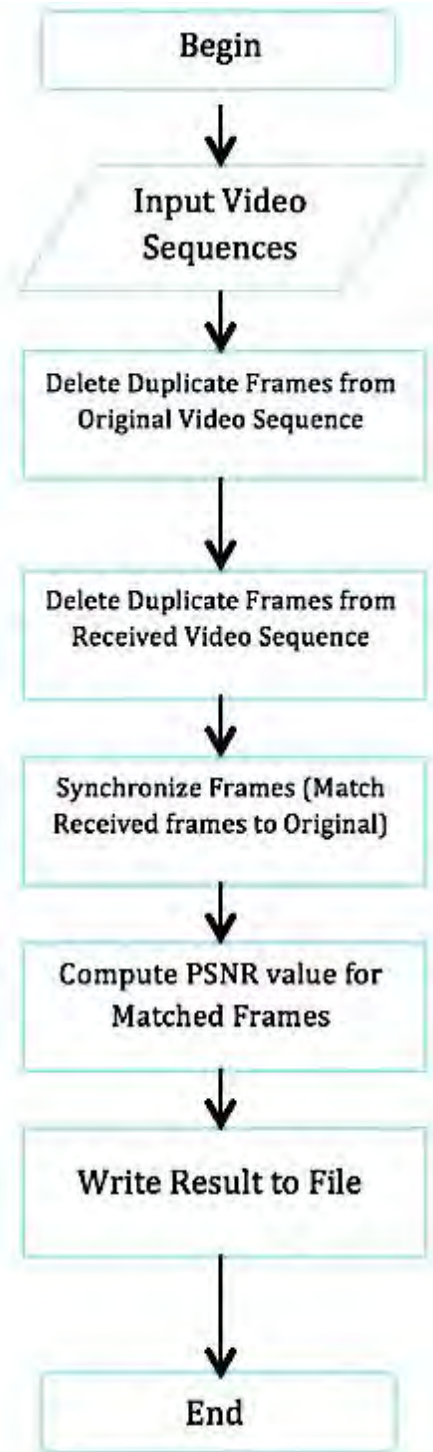 Begin
Input Video
Sequences
Delete Duplicate Frames from
Original Video Sequence
Delete Duplicate Frames from
Received Video Sequence
Synchronize Frames (Match
Received frames to Original)
Compute PSNR value for
Matched Frames
Write Result to File
End